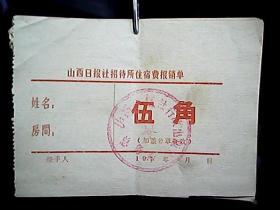 山西日报社招待所住宿费报销单
姓名：
伍角
房间：
（加盖公章有效）
经手人
197 年 月 日